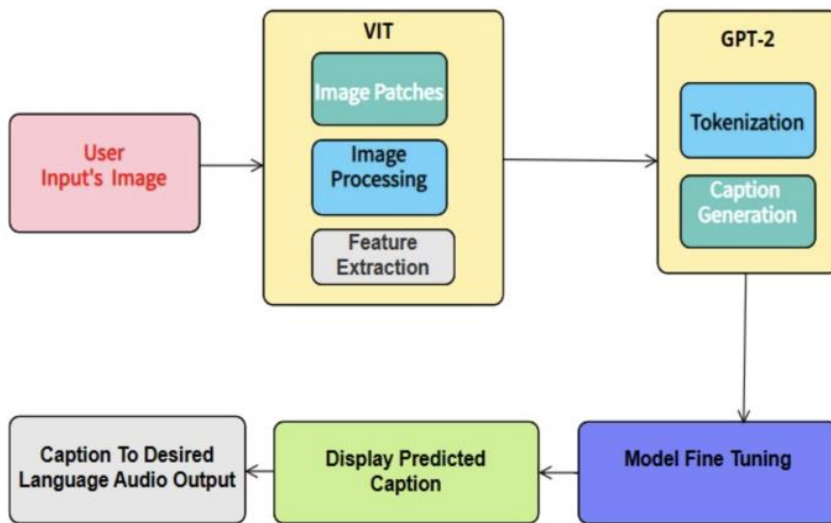 VIT
GPT-2
Image Patches
User
Input's Image
Image
Processing
Feature
Extraction
Tokenization
Caption
Generation
Caption To Desired
Language Audio Output
Display Predicted
Caption
Model Fine Tuning